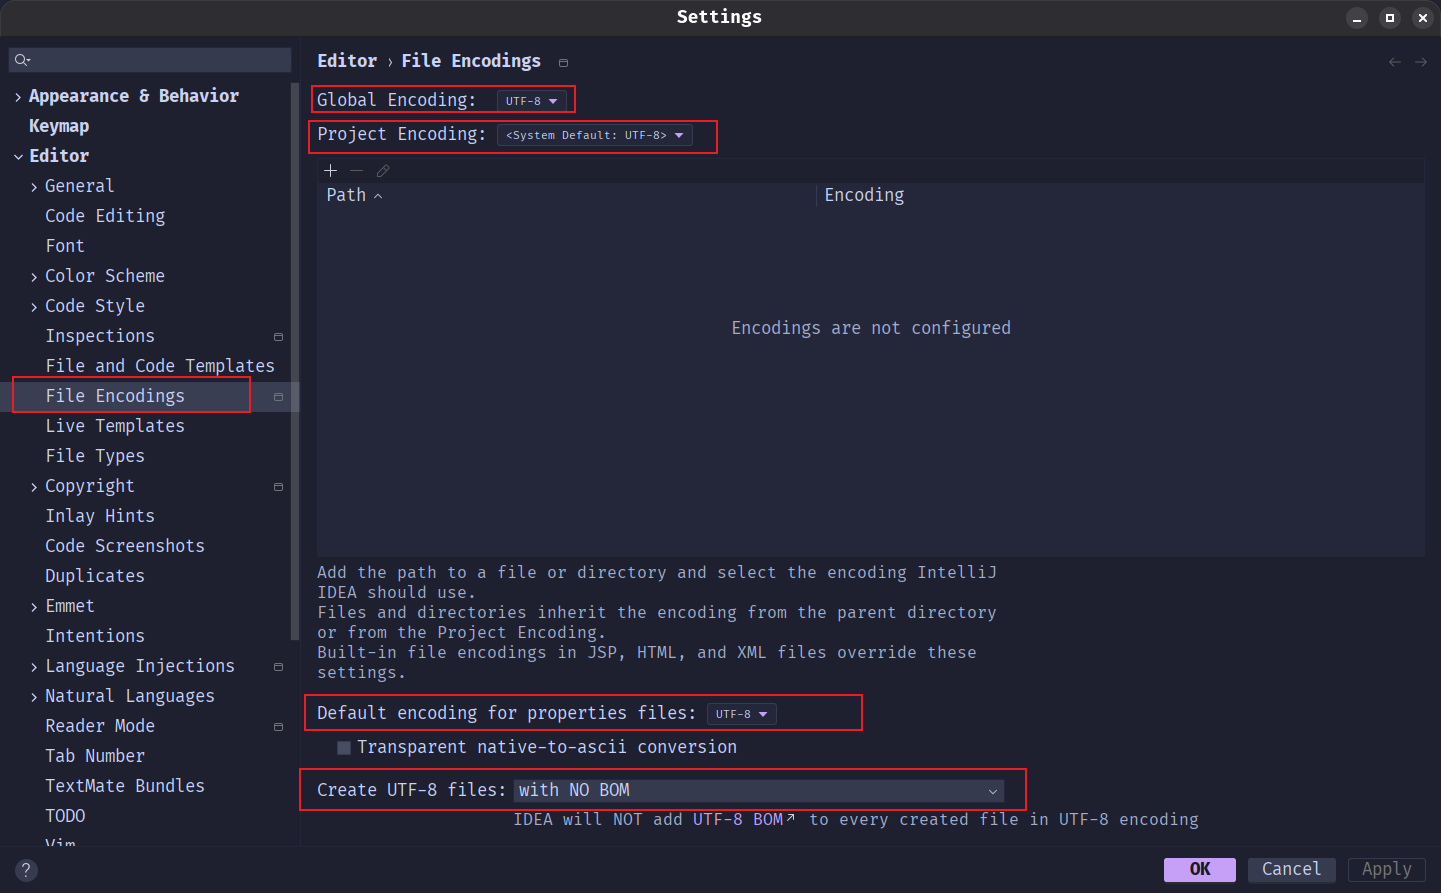 Settings
Editor › File Encodings
Appearance & Behavior
Keymap
Editor
General
Code Editing
Font
Color Scheme
Code Style
Inspections
File and Code Templates
File Encodings
Live Templates
File Types
Copyright
Inlay Hints
Code Screenshots
Duplicates
Emmet
Intentions
Language Injections
Natural Languages
Reader Mode
Tab Number
TextMate Bundles
TODO
Vim
Global Encoding: UTF-8
Project Encoding: <System Default: UTF-8>
Path Encoding
Encodings are not configured
Add the path to a file or directory and select the encoding IntelliJ
IDEA should use.
Files and directories inherit the encoding from the parent directory
or from the Project Encoding.
Built-in file encodings in JSP, HTML, and XML files override these
settings.
Default encoding for properties files: UTF-8
Transparent native-to-ascii conversion
Create UTF-8 files: with NO BOM
IDEA will NOT add UTF-8 BOM↗ to every created file in UTF-8 encoding
?
OK Cancel Apply